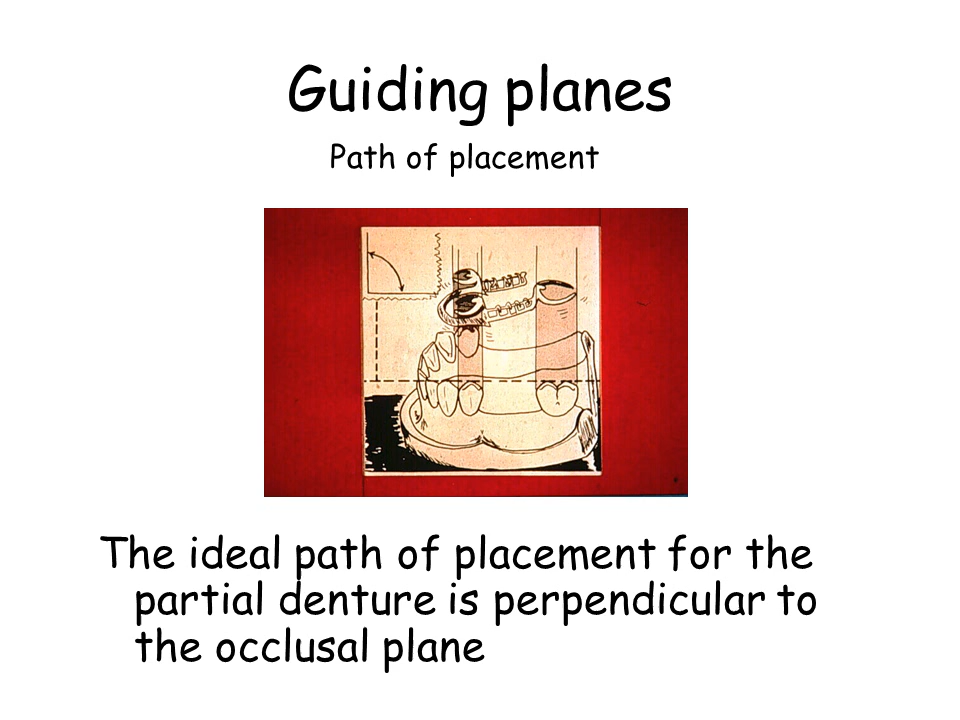 Guiding planes
Path of placement
The ideal path of placement for the
partial denture is perpendicular to
the occlusal plane